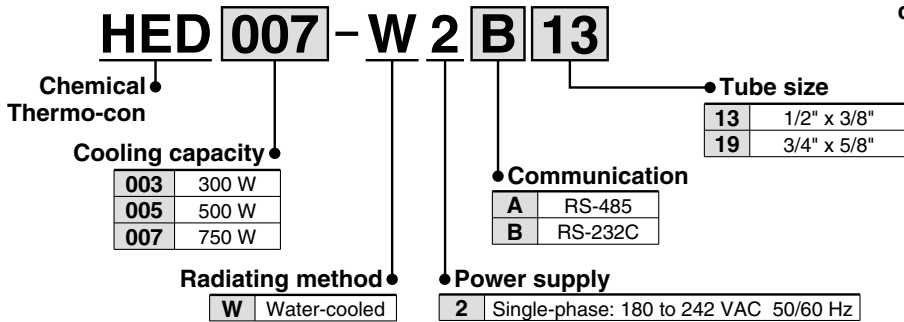 HED 007 - W 2 B 13
Chemical
Thermo-con
Tube size
13 1/2" x 3/8"
19 3/4" x 5/8"
Cooling capacity
003 300 W
005 500 W
007 750 W
Communication
A RS-485
B RS-232C
Radiating method
W Water-cooled
Power supply
2 Single-phase: 180 to 242 VAC 50/60 Hz